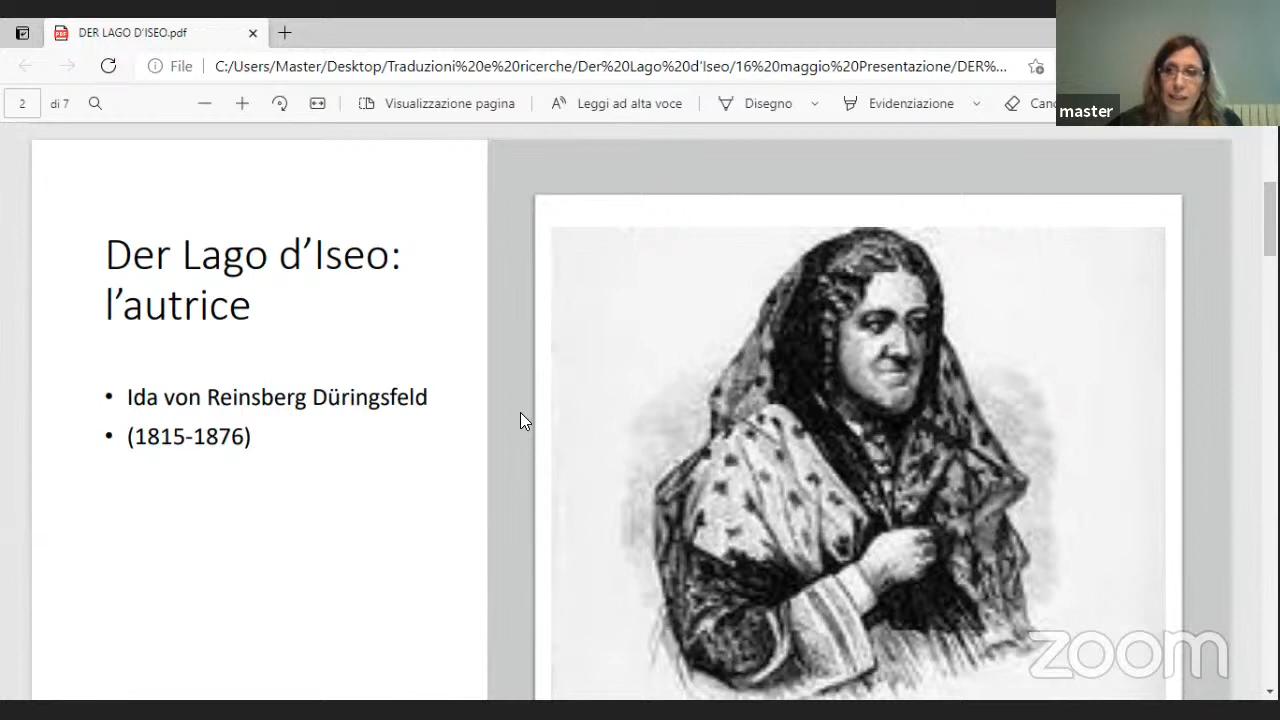 DER LAGO D'ISEO.pdf
File
C:/Users/Master/Desktop/Traduzioni%20e%20ricerche/Der%20Lago%20d'Iseo/16%20maggio%20Presentazione/DER%...
2 di 7
Visualizzazione pagina
Leggi ad alta voce
Disegno
Evidenziazione
Canc
master
Der Lago d’Iseo:
l’autrice
• Ida von Reinsberg Düringsfeld
• (1815-1876)
zoom